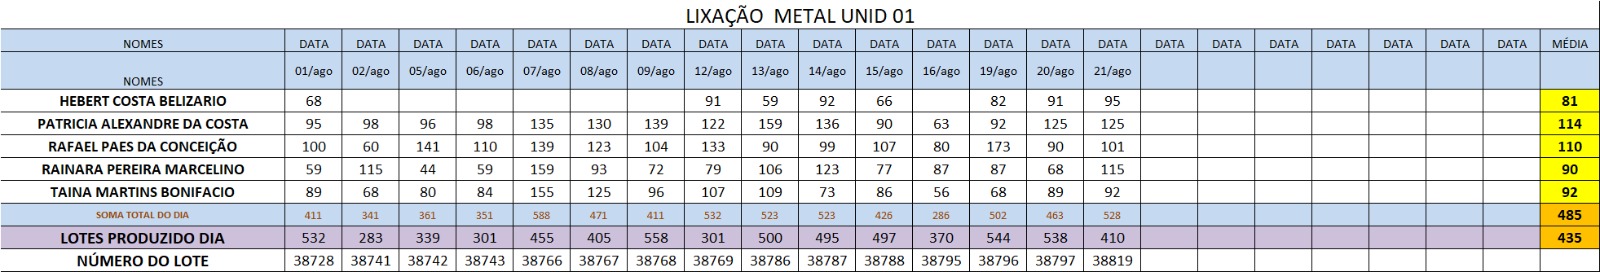 LIXAÇÃO METAL UNID 01
NOMES DATA DATA DATA DATA DATA DATA DATA DATA DATA DATA DATA DATA DATA DATA DATA DATA DATA DATA DATA DATA DATA DATA MÉDIA
NOMES 01/ago 02/ago 05/ago 06/ago 07/ago 08/ago 09/ago 12/ago 13/ago 14/ago 15/ago 16/ago 19/ago 20/ago 21/ago
HEBERT COSTA BELIZARIO 68 91 59 92 66 82 91 95 81
PATRICIA ALEXANDRE DA COSTA 95 98 96 98 135 130 139 122 159 136 90 63 92 125 125 114
RAFAEL PAES DA CONCEIÇÃO 100 60 141 110 139 123 104 133 90 99 107 80 173 90 101 110
RAINARA PEREIRA MARCELINO 59 115 44 59 159 93 72 79 106 123 77 87 87 68 115 90
TAINA MARTINS BONIFACIO 89 68 80 84 155 125 96 107 109 73 86 56 68 89 92 92
SOMA TOTAL DO DIA 411 341 361 351 588 471 411 532 523 523 426 286 502 463 528 485
LOTES PRODUZIDO DIA 532 283 339 301 455 405 558 301 500 495 497 370 544 538 410 435
NÚMERO DO LOTE 38728 38741 38742 38743 38766 38767 38768 38769 38786 38787 38788 38795 38796 38797 38819